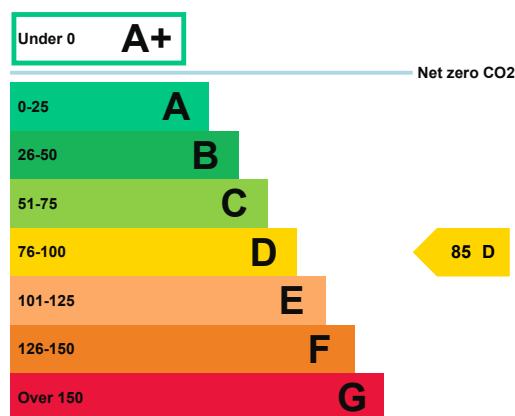 Under 0 A+
Net zero CO2
0-25 A
26-50 B
51-75 C
76-100 D
85 D
101-125 E
126-150 F
Over 150 G